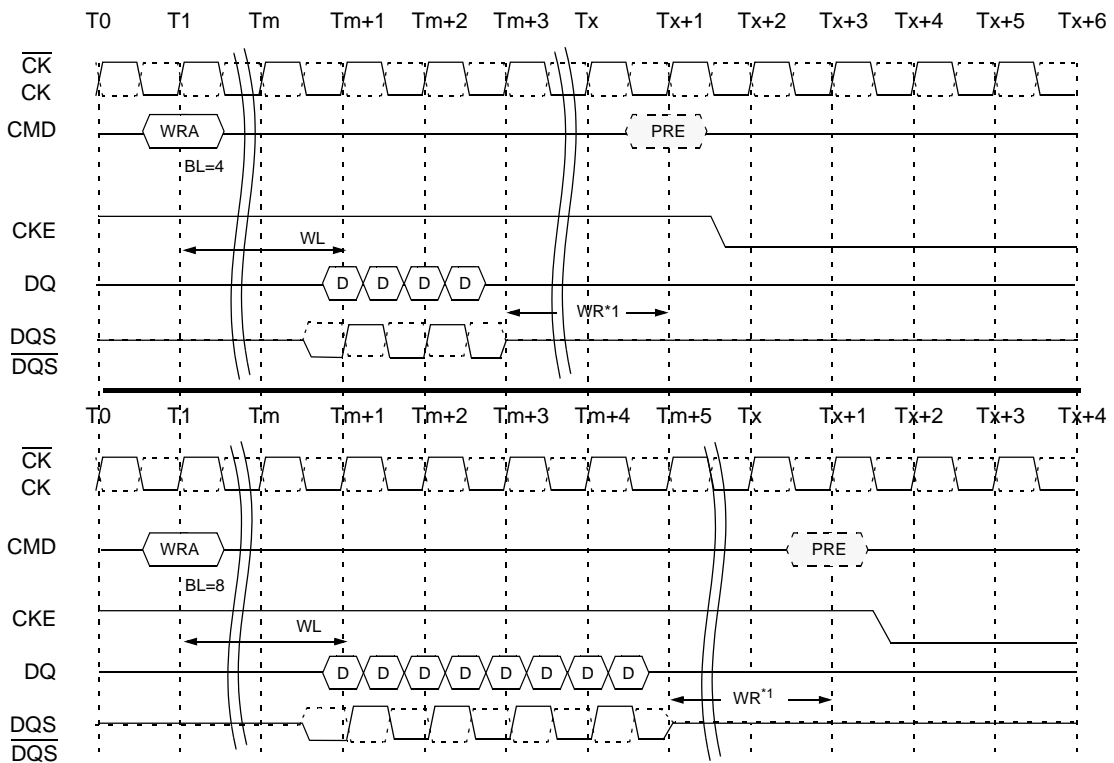 T0 T1 Tm Tm+1 Tm+2 Tm+3 Tx Tx+1 Tx+2 Tx+3 Tx+4 Tx+5 Tx+6
CK
CK
CMD WRA PRE
BL=4
CKE
WL
DQ D D D D
WR*1
DQS
DQS
T0 T1 Tm Tm+1 Tm+2 Tm+3 Tm+4 Tm+5 Tx Tx+1 Tx+2 Tx+3 Tx+4
CK
CK
CMD WRA PRE
BL=8
CKE
WL
DQ D D D D D D D D
WR*1
DQS
DQS